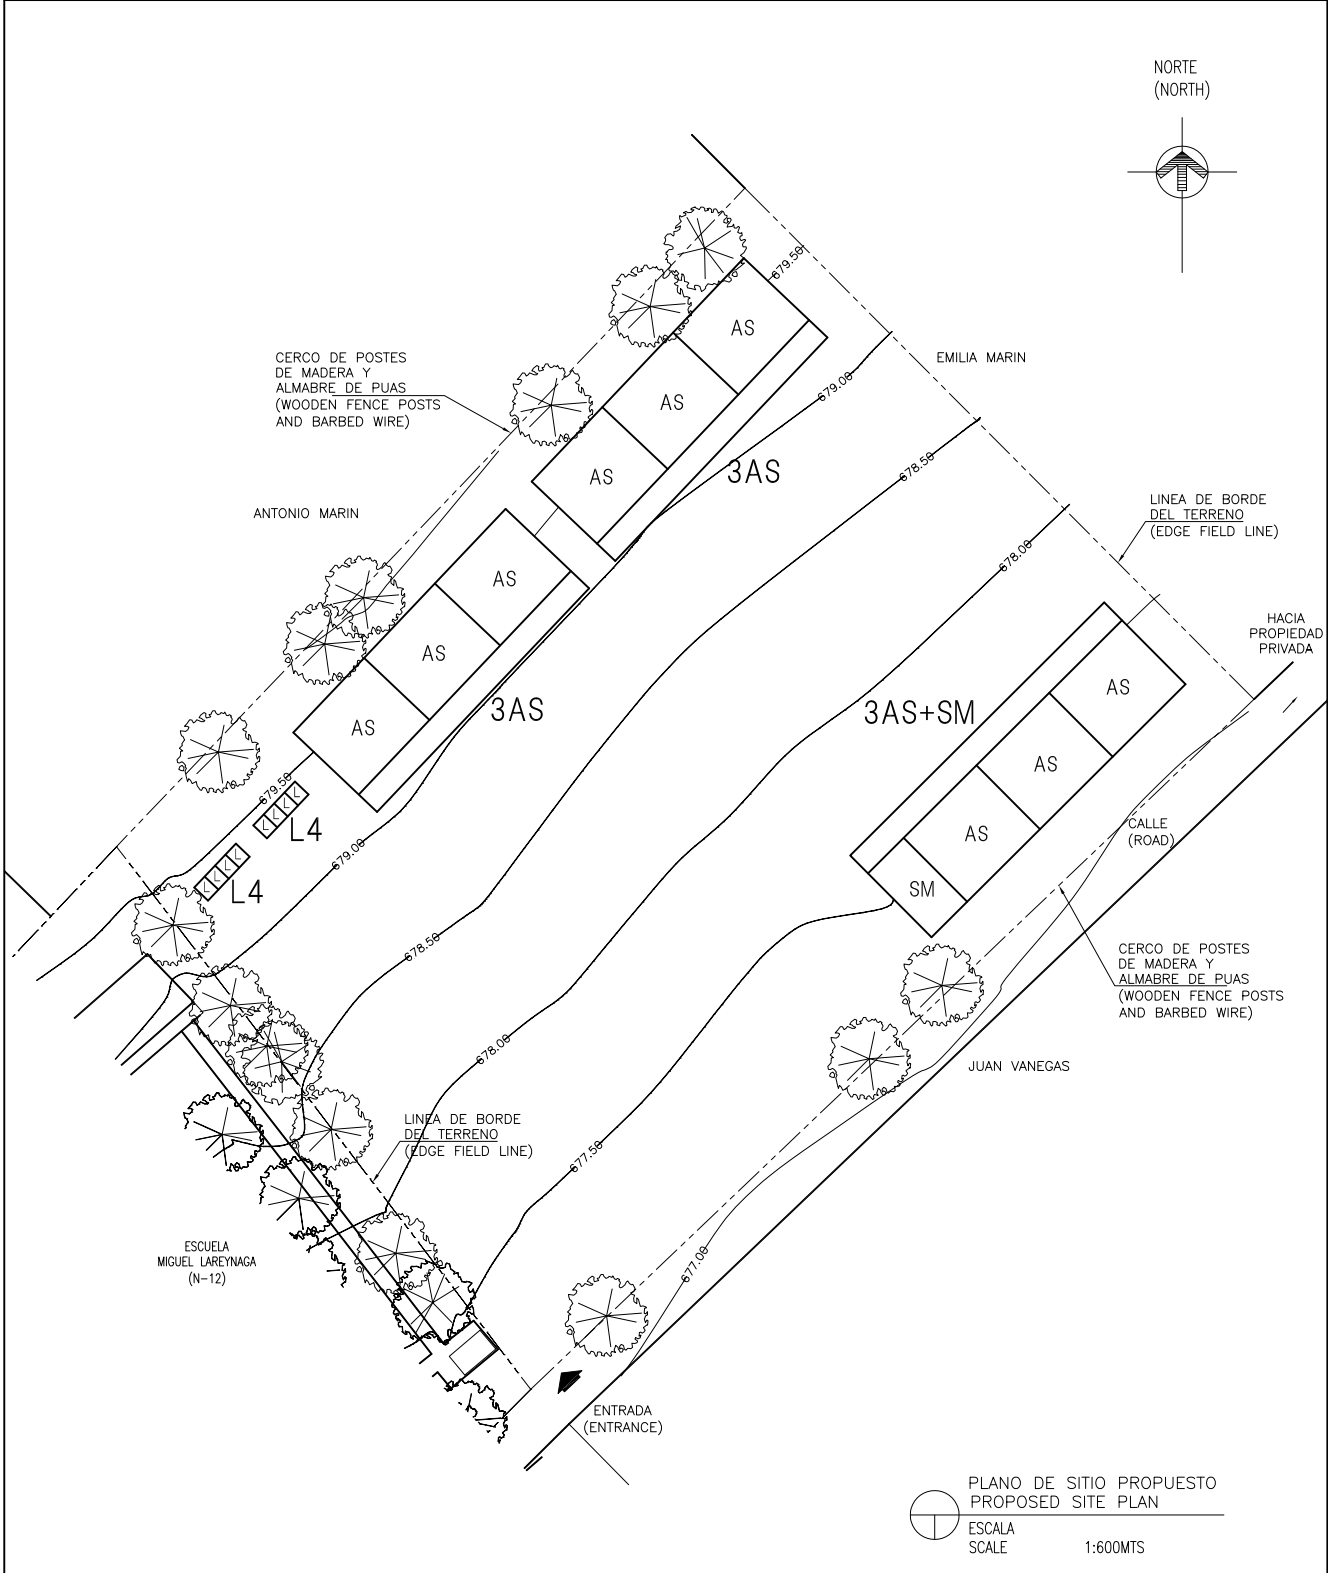 NORTE
(NORTH)
679.50
AS
EMILIA MARIN
CERCO DE POSTES
DE MADERA Y
ALMABRE DE PUAS
(WOODEN FENCE POSTS
AND BARBED WIRE)
679.00
AS
AS
3AS
678.50
LINEA DE BORDE
DEL TERRENO
(EDGE FIELD LINE)
ANTONIO MARIN
678.00
AS
HACIA
PROPIEDAD
PRIVADA
AS
AS
3AS
AS
3AS+SM
AS
AS
SM
679.50
L L L L
L4
679.00
L L L L
L4
CALLE
(ROAD)
678.50
CERCO DE POSTES
DE MADERA Y
ALMABRE DE PUAS
(WOODEN FENCE POSTS
AND BARBED WIRE)
678.00
JUAN VANEGAS
LINEA DE BORDE
DEL TERRENO
(EDGE FIELD LINE)
677.50
ESCUELA
MIGUEL LAREYNAGA
(N-12)
677.00
ENTRADA
(ENTRANCE)
PLANO DE SITIO PROPUESTO
PROPOSED SITE PLAN
ESCALA
SCALE 1:600MTS